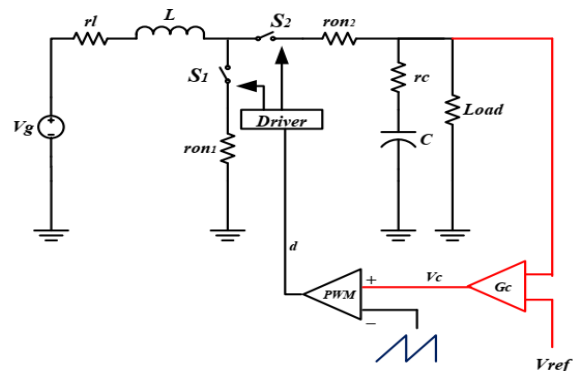 rl
L
S2
ron2
S1
rc
Load
Vg
Driver
C
ron1
d
Vc
+
PWM
Gc
−
Vref